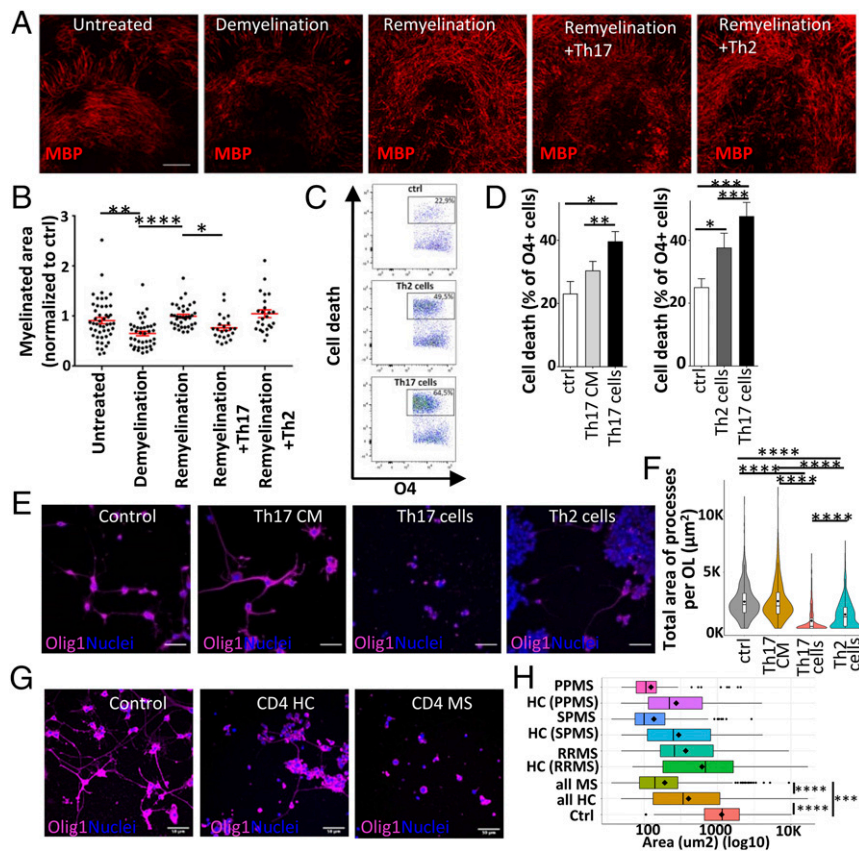 A
Untreated
Demyelination
Remyelination
Remyelination
+Th17
Remyelination
+Th2
MBP
MBP
MBP
MBP
MBP
B
Myelinated area
(normalized to ctrl)
3
2
1
0
**
****
*
Untreated
Demyelination
Remyelination
Remyelination
+Th17
Remyelination
+Th2
C
Cell death
ctrl
22,9%
Th2 cells
49,5%
Th17 cells
64,5%
O4
D
Cell death (% of O4+ cells)
40
20
0
*
**
ctrl
Th17 CM
Th17 cells
Cell death (% of O4+ cells)
40
20
0
***
***
*
ctrl
Th2 cells
Th17 cells
E
Control
Th17 CM
Th17 cells
Th2 cells
Olig1Nuclei
Olig1Nuclei
Olig1Nuclei
Olig1Nuclei
F
Total area of processes
per OL (µm²)
10K
5K
0K
****
****
****
****
****
ctrl
Th17
CM
Th17
cells
Th2
cells
G
Control
CD4 HC
CD4 MS
Olig1Nuclei
Olig1Nuclei
Olig1Nuclei
H
PPMS
HC (PPMS)
SPMS
HC (SPMS)
RRMS
HC (RRMS)
all MS
all HC
Ctrl
****
****
***
100
1000
10K
Area (um2) (log10)